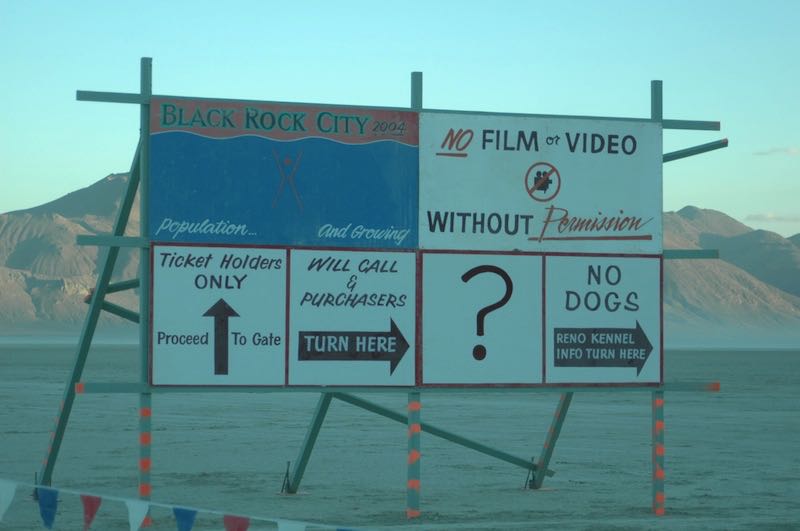 BLACK ROCK CITY 2004
Population...
And Growing
NO FILM or VIDEO
WITHOUT Permission
Ticket Holders
ONLY
Proceed To Gate
WILL CALL
&
PURCHASERS
TURN HERE
?
NO
DOGS
RENO KENNEL
INFO TURN HERE